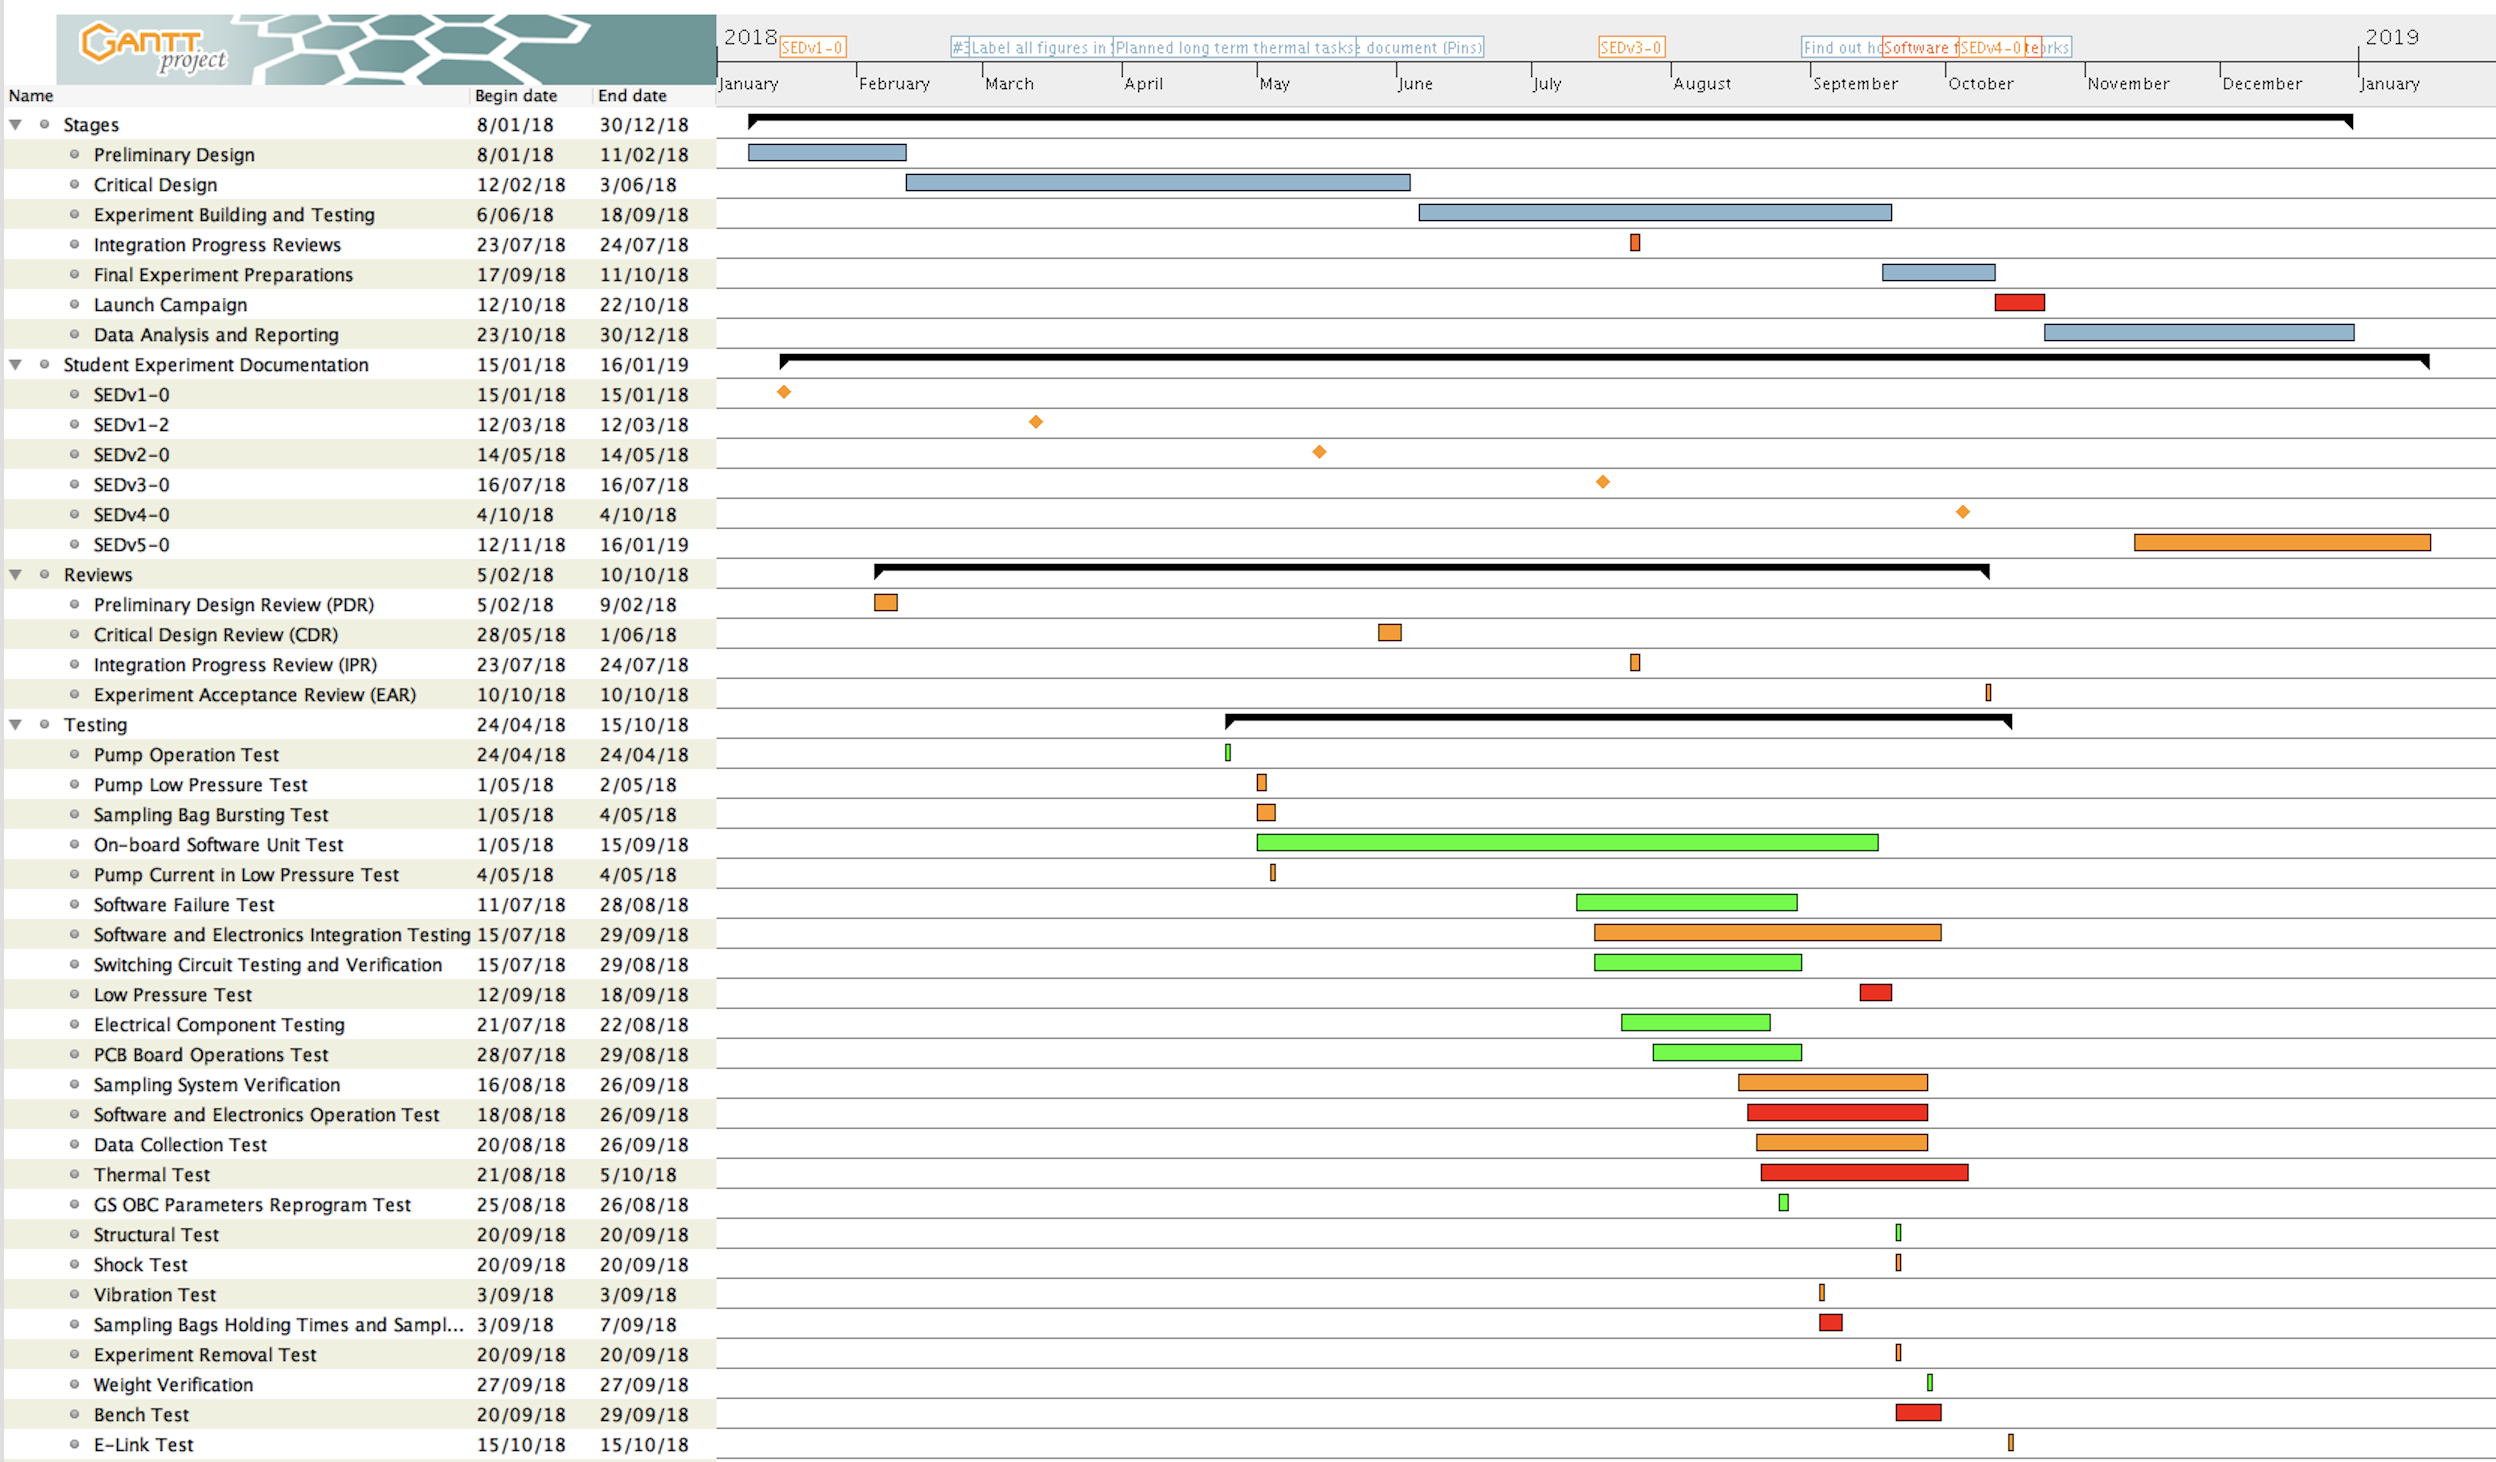 GANTT
project
2018
2019
SEDv1-0
Label all figures in
Planned long term thermal tasks
document (Pins)
SEDv3-0
Find out
Software
SEDv4-0
January February March April May June July August September October November December January
Name Begin date End date
Stages 8/01/18 30/12/18
Preliminary Design 8/01/18 11/02/18
Critical Design 12/02/18 3/06/18
Experiment Building and Testing 6/06/18 18/09/18
Integration Progress Reviews 23/07/18 24/07/18
Final Experiment Preparations 17/09/18 11/10/18
Launch Campaign 12/10/18 22/10/18
Data Analysis and Reporting 23/10/18 30/12/18
Student Experiment Documentation 15/01/18 16/01/19
SEDv1-0 15/01/18 15/01/18
SEDv1-2 12/03/18 12/03/18
SEDv2-0 14/05/18 14/05/18
SEDv3-0 16/07/18 16/07/18
SEDv4-0 4/10/18 4/10/18
SEDv5-0 12/11/18 16/01/19
Reviews 5/02/18 10/10/18
Preliminary Design Review (PDR) 5/02/18 9/02/18
Critical Design Review (CDR) 28/05/18 1/06/18
Integration Progress Review (IPR) 23/07/18 24/07/18
Experiment Acceptance Review (EAR) 10/10/18 10/10/18
Testing 24/04/18 15/10/18
Pump Operation Test 24/04/18 24/04/18
Pump Low Pressure Test 1/05/18 2/05/18
Sampling Bag Bursting Test 1/05/18 4/05/18
On-board Software Unit Test 1/05/18 15/09/18
Pump Current in Low Pressure Test 4/05/18 4/05/18
Software Failure Test 11/07/18 28/08/18
Software and Electronics Integration Testing 15/07/18 29/09/18
Switching Circuit Testing and Verification 15/07/18 29/08/18
Low Pressure Test 12/09/18 18/09/18
Electrical Component Testing 21/07/18 22/08/18
PCB Board Operations Test 28/07/18 29/08/18
Sampling System Verification 16/08/18 26/09/18
Software and Electronics Operation Test 18/08/18 26/09/18
Data Collection Test 20/08/18 26/09/18
Thermal Test 21/08/18 5/10/18
GS OBC Parameters Reprogram Test 25/08/18 26/08/18
Structural Test 20/09/18 20/09/18
Shock Test 20/09/18 20/09/18
Vibration Test 3/09/18 3/09/18
Sampling Bags Holding Times and Sampl... 3/09/18 7/09/18
Experiment Removal Test 20/09/18 20/09/18
Weight Verification 27/09/18 27/09/18
Bench Test 20/09/18 29/09/18
E-Link Test 15/10/18 15/10/18